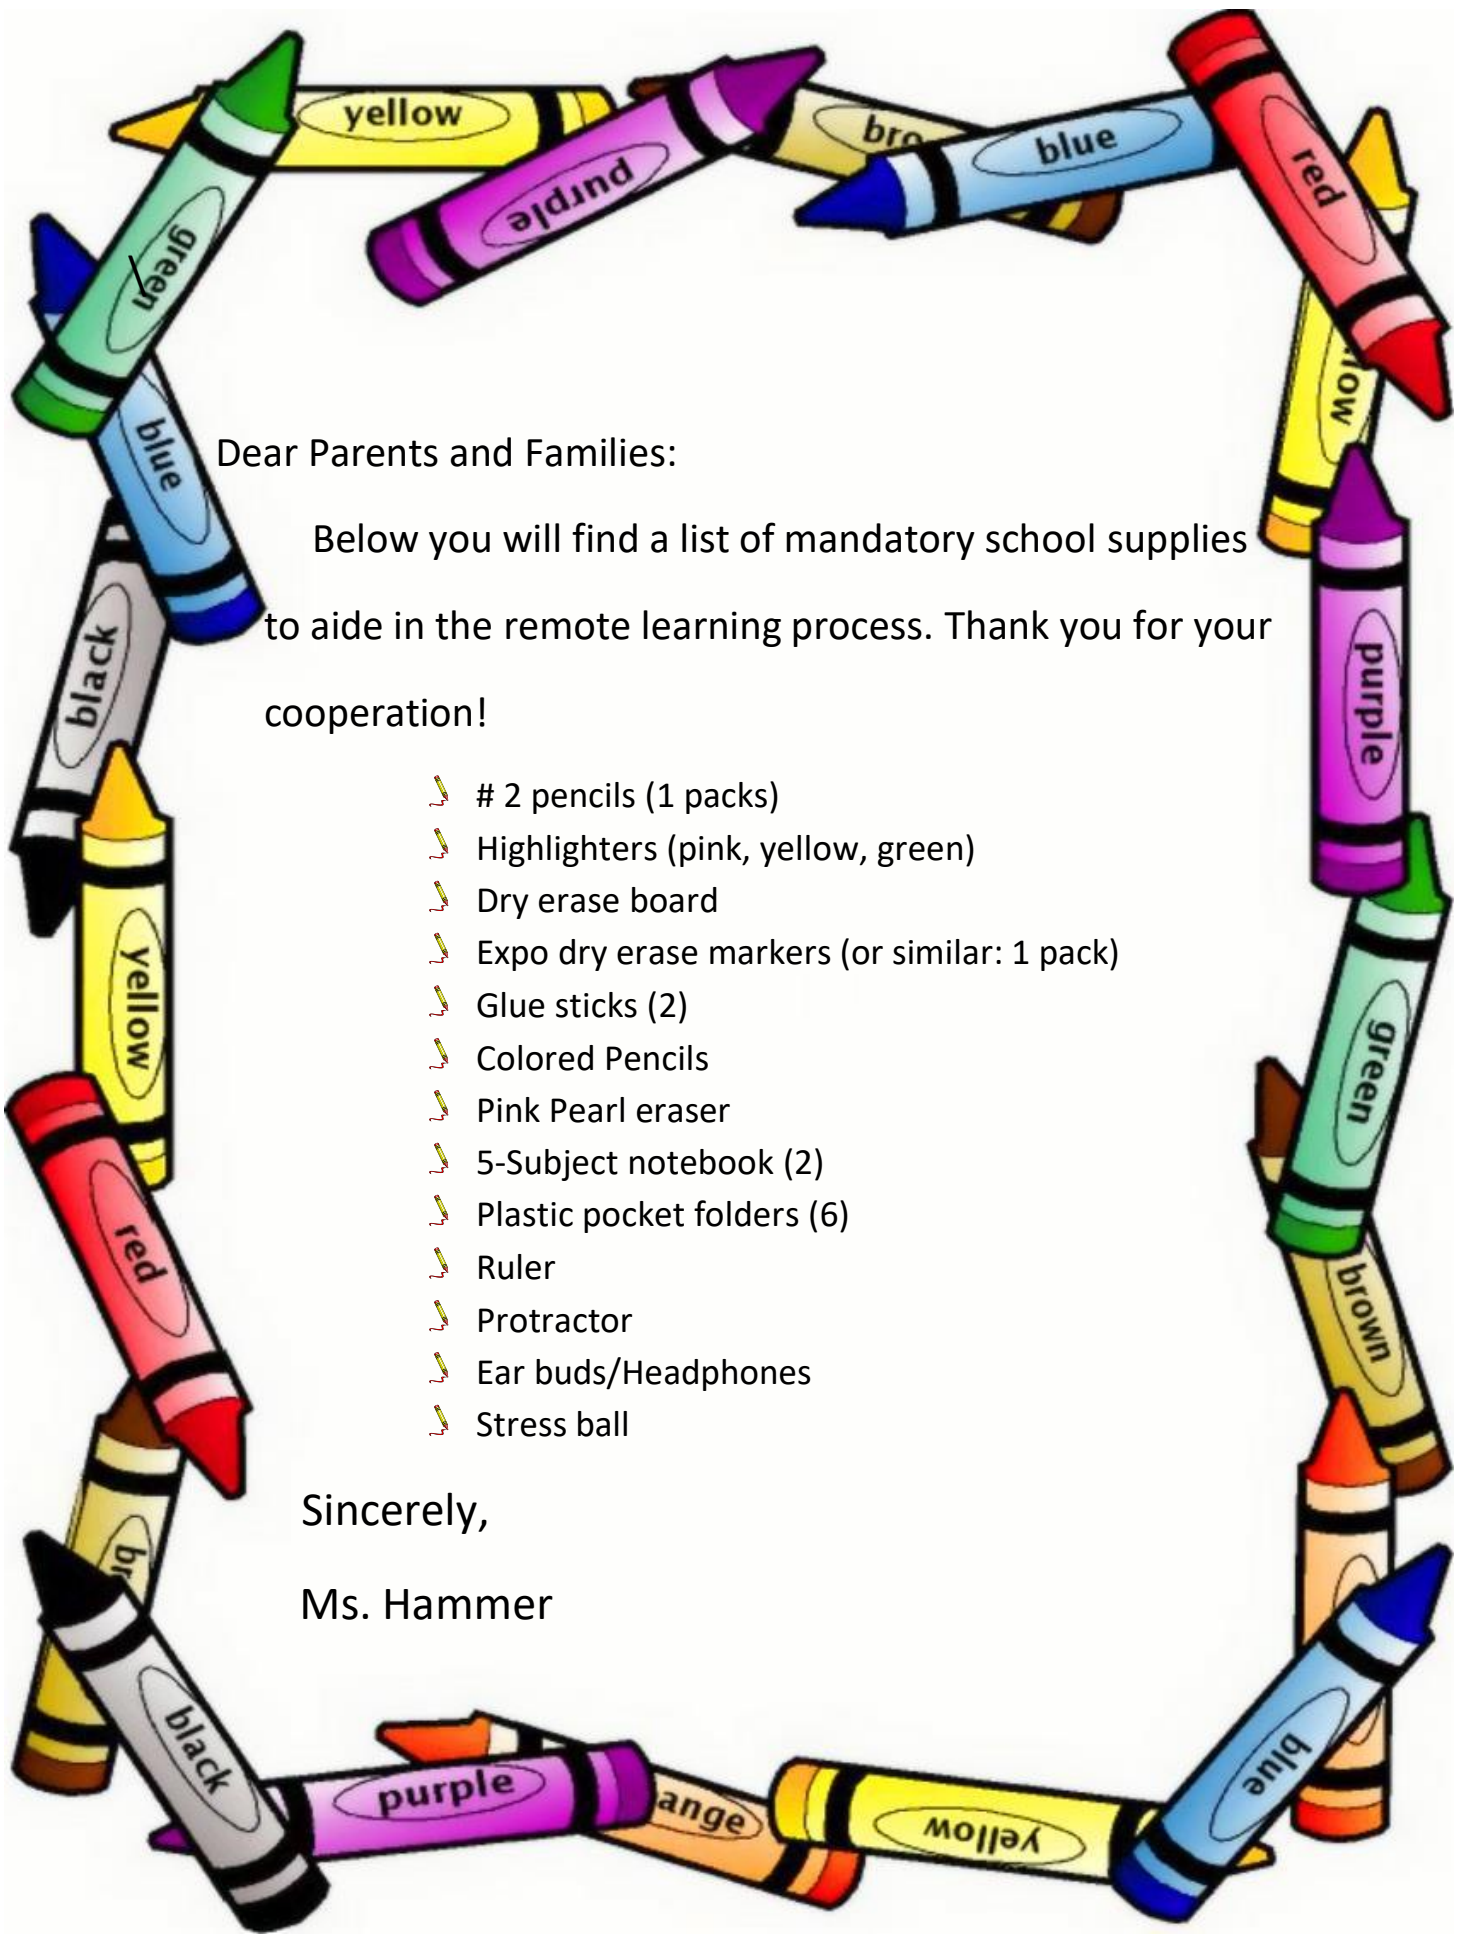 yellow
purple
bro
blue
red
green
\
blue
low
Dear Parents and Families:
Below you will find a list of mandatory school supplies
to aide in the remote learning process. Thank you for your
cooperation!
black
purple
# 2 pencils (1 packs)
Highlighters (pink, yellow, green)
Dry erase board
Expo dry erase markers (or similar: 1 pack)
Glue sticks (2)
Colored Pencils
Pink Pearl eraser
5-Subject notebook (2)
Plastic pocket folders (6)
Ruler
Protractor
Ear buds/Headphones
Stress ball
yellow
green
red
brown
br
Sincerely,
Ms. Hammer
black
purple
ange
yellow
blue